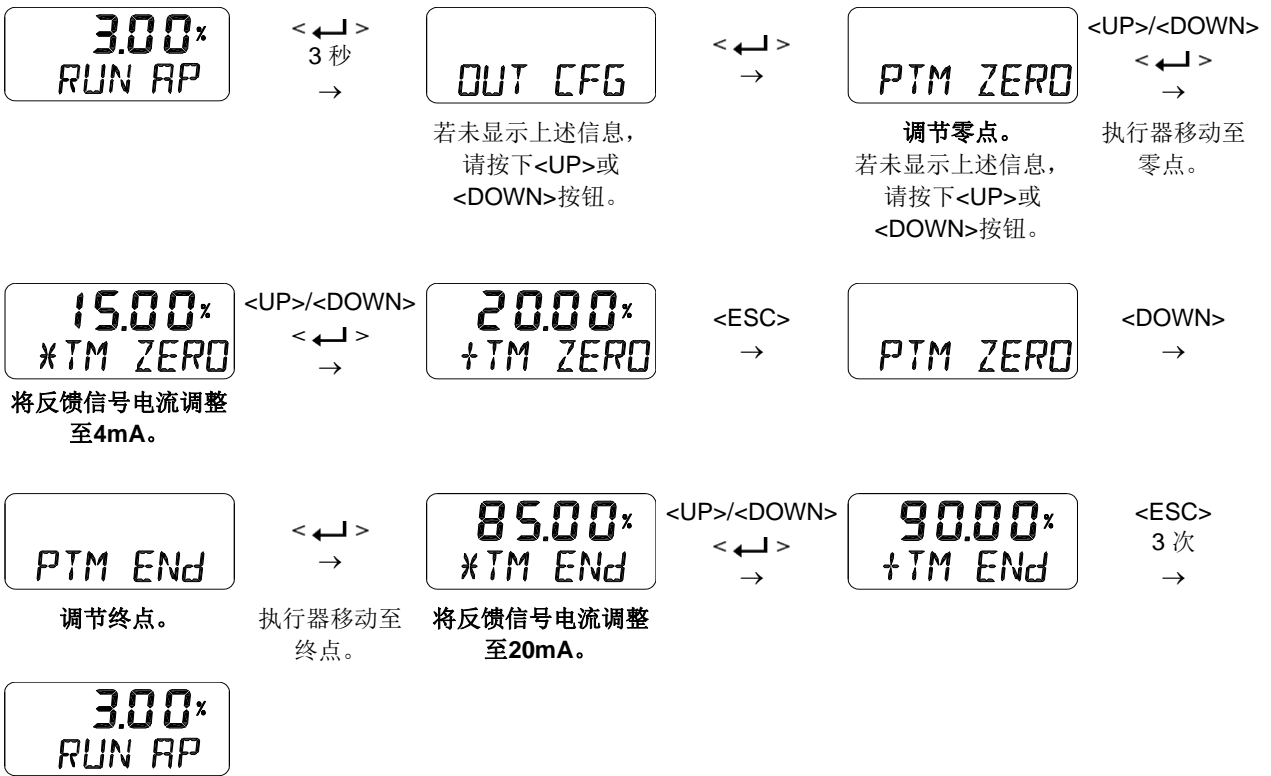 3.00%
RUN AP
< ↵ >
3 秒
→
OUT CFG
若未显示上述信息，
请按下<UP>或
<DOWN>按钮。
< ↵ >
→
PTM ZERO
调节零点。
若未显示上述信息，
请按下<UP>或
<DOWN>按钮。
<UP>/<DOWN>
< ↵ >
→
执行器移动至
零点。
15.00%
*TM ZERO
将反馈信号电流调整
至4mA。
<UP>/<DOWN>
< ↵ >
→
20.00%
+TM ZERO
<ESC>
→
PTM ZERO
<DOWN>
→
PTM ENd
调节终点。
< ↵ >
→
执行器移动至
终点。
85.00%
*TM ENd
将反馈信号电流调整
至20mA。
<UP>/<DOWN>
< ↵ >
→
90.00%
+TM ENd
<ESC>
3 次
→
3.00%
RUN AP